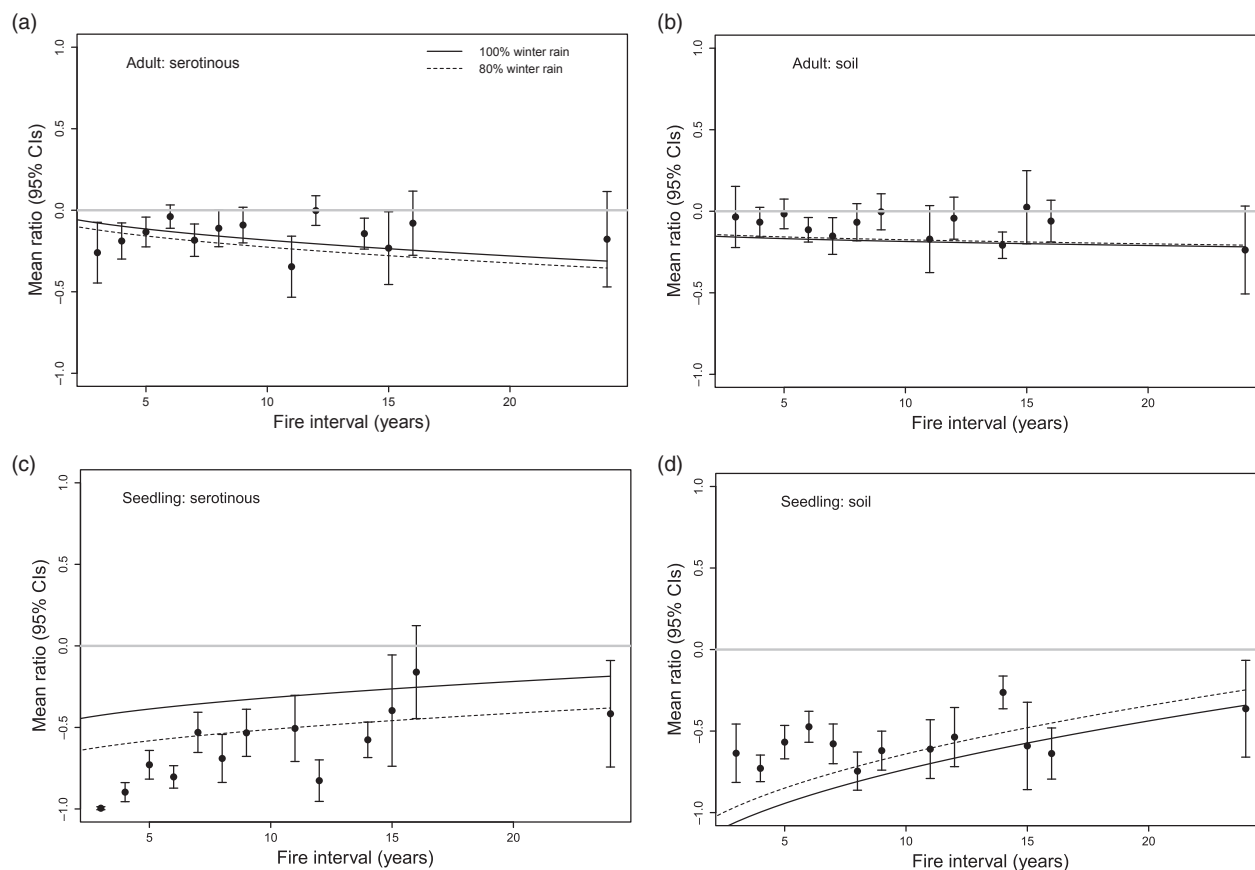 (a)
Adult: serotinous
100% winter rain
80% winter rain
1.0
0.5
0.0
−0.5
−1.0
Mean ratio (95% CIs)
5 10 15 20
Fire interval (years)
(b)
Adult: soil
1.0
0.5
0.0
−0.5
−1.0
Mean ratio (95% CIs)
5 10 15 20
Fire interval (years)
(c)
Seedling: serotinous
1.0
0.5
0.0
−0.5
−1.0
Mean ratio (95% CIs)
5 10 15 20
Fire interval (years)
(d)
Seedling: soil
1.0
0.5
0.0
−0.5
−1.0
Mean ratio (95% CIs)
5 10 15 20
Fire interval (years)